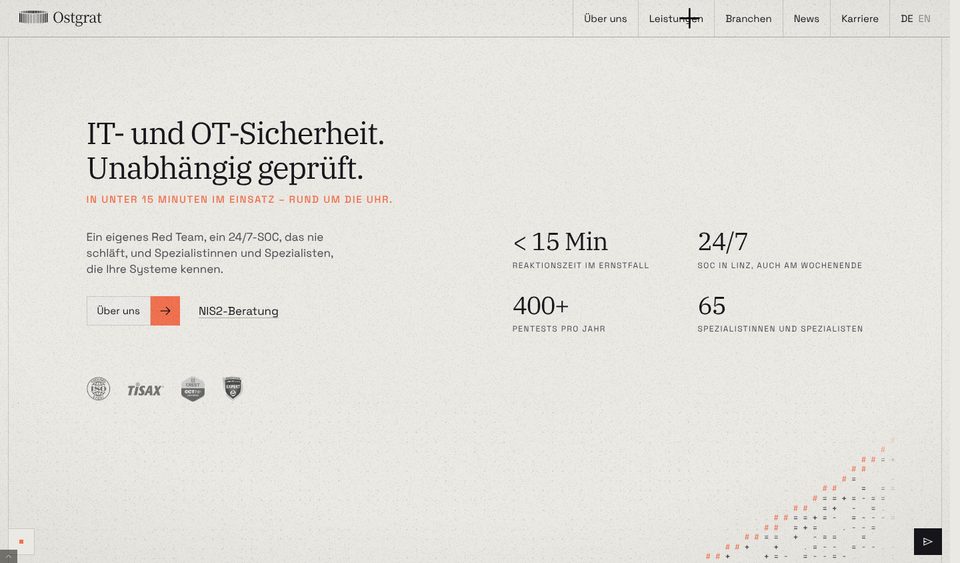 Ostgrat
Über uns
Leistungen
Branchen
News
Karriere
DE EN
IT- und OT-Sicherheit.
Unabhängig geprüft.
IN UNTER 15 MINUTEN IM EINSATZ – RUND UM DIE UHR.
Ein eigenes Red Team, ein 24/7-SOC, das nie
schläft, und Spezialistinnen und Spezialisten,
die Ihre Systeme kennen.
Über uns
NIS2-Beratung
< 15 Min
REAKTIONSZEIT IM ERNSTFALL
24/7
SOC IN LINZ, AUCH AM WOCHENENDE
400+
PENTESTS PRO JAHR
65
SPEZIALISTINNEN UND SPEZIALISTEN
ISO
TISAX
CREST
EXPERT